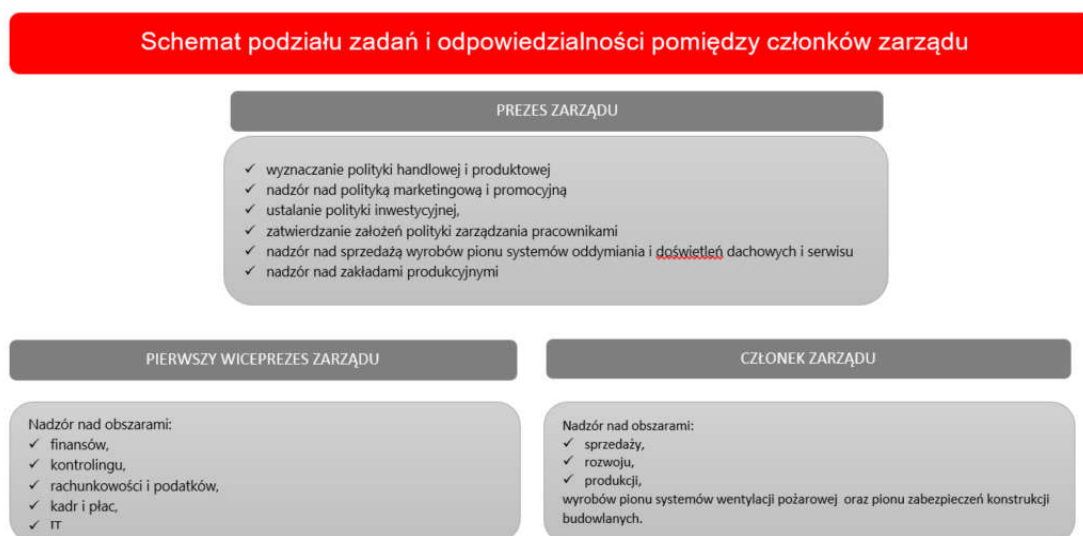 Schemat podziału zadań i odpowiedzialności pomiędzy członków zarządu
PREZES ZARZĄDU
✓ wyznaczanie polityki handlowej i produktowej
✓ nadzór nad polityką marketingową i promocyjną
✓ ustalanie polityki inwestycyjnej,
✓ zatwierdzanie założeń polityki zarządzania pracownikami
✓ nadzór nad sprzedażą wyrobów pionu systemów oddymiania i doświetleń dachowych i serwisu
✓ nadzór nad zakładami produkcyjnymi
PIERWSZY WICEPREZES ZARZĄDU
Nadzór nad obszarami:
✓ finansów,
✓ kontrolingu,
✓ rachunkowości i podatków,
✓ kadr i płac,
✓ IT
CZŁONEK ZARZĄDU
Nadzór nad obszarami:
✓ sprzedaży,
✓ rozwoju,
✓ produkcji,
wyrobów pionu systemów wentylacji pożarowej oraz pionu zabezpieczeń konstrukcji
budowlanych.